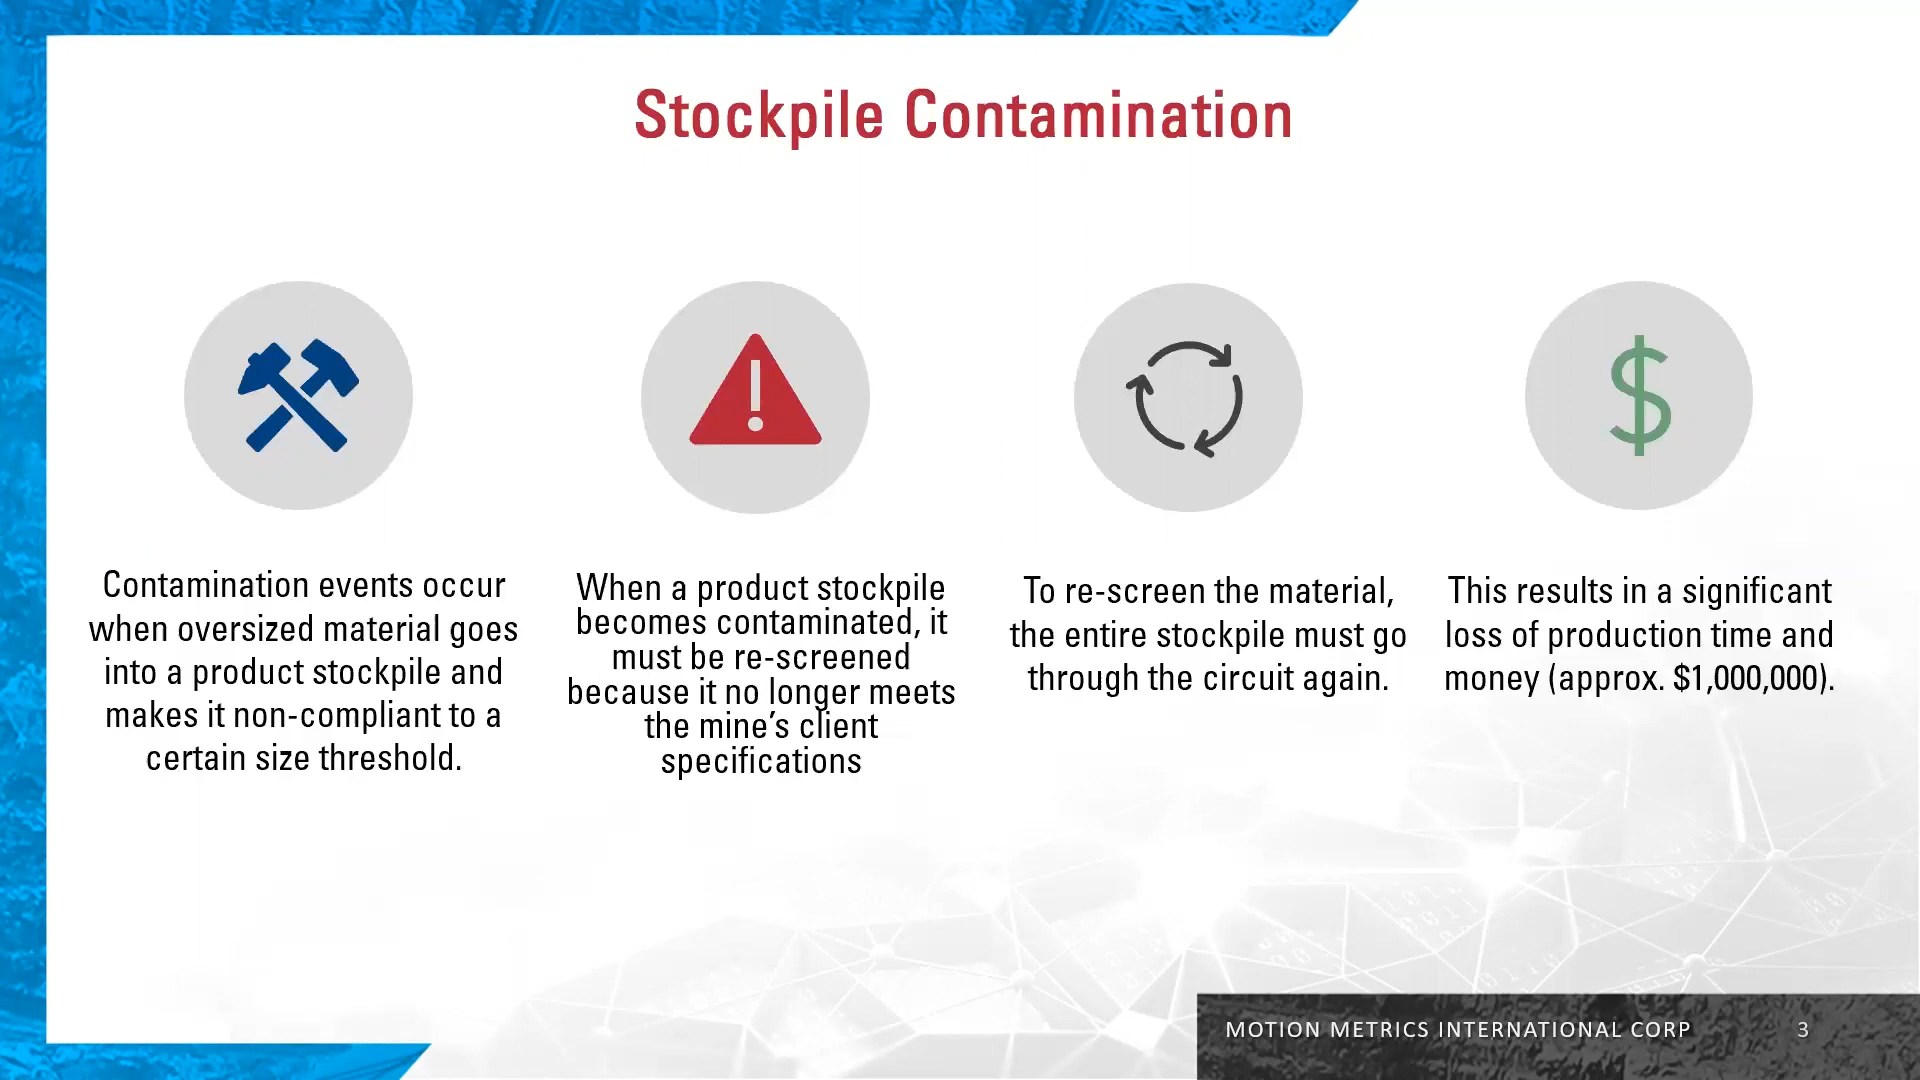 Stockpile Contamination
Contamination events occur
when oversized material goes
into a product stockpile and
makes it non-compliant to a
certain size threshold.
When a product stockpile
becomes contaminated, it
must be re-screened
because it no longer meets
the mine's client
specifications
To re-screen the material,
the entire stockpile must go
through the circuit again.
This results in a significant
loss of production time and
money (approx. $1,000,000).
MOTION METRICS INTERNATIONAL CORP
3